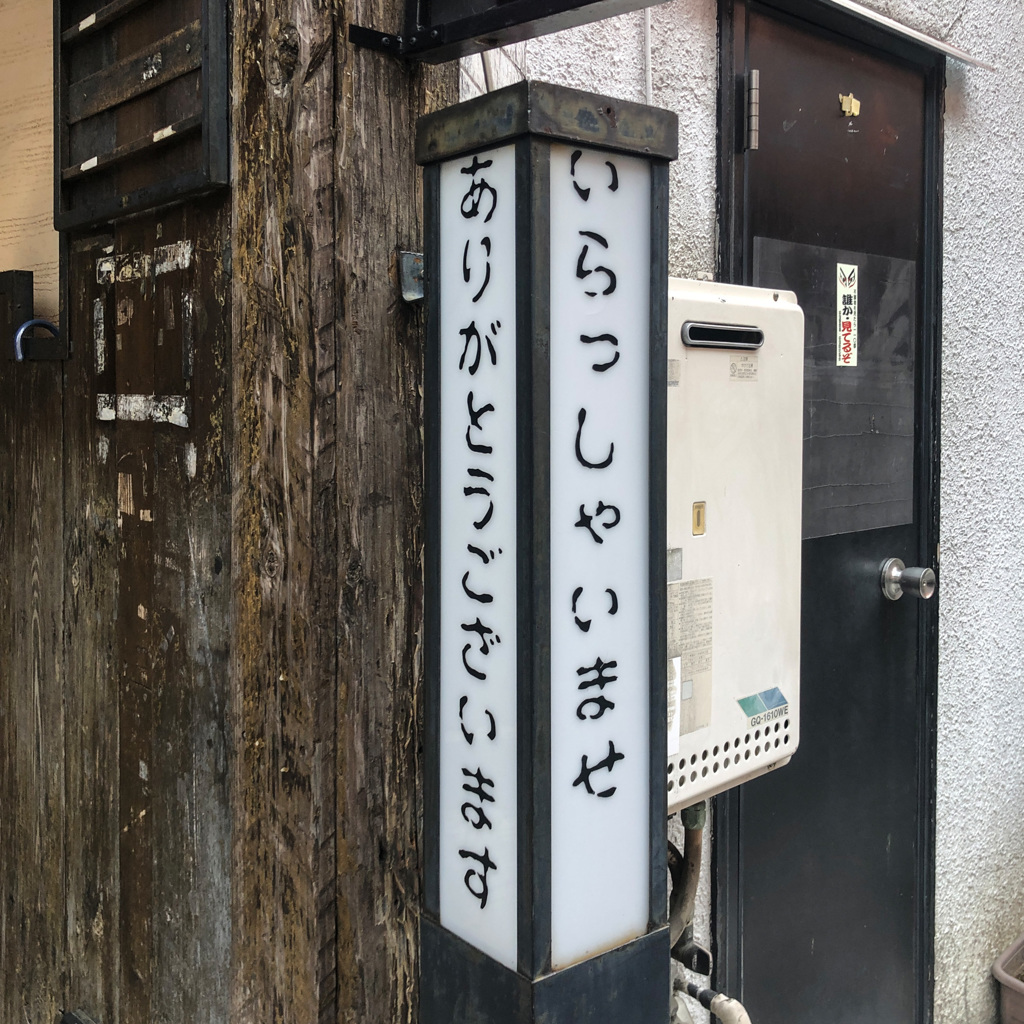 いらっしゃいませ
ありがとうございます
誰か見てるぞ
GQ-1610WE